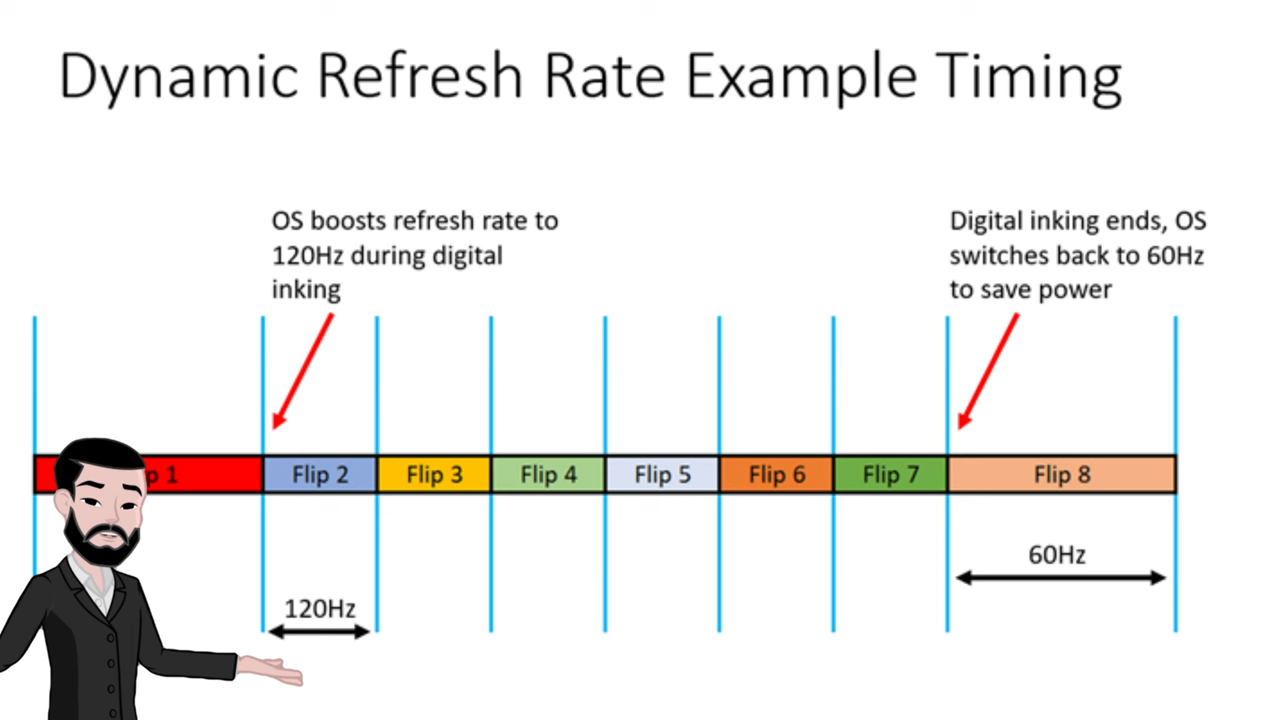 Dynamic Refresh Rate Example Timing
OS boosts refresh rate to
120Hz during digital
inking
Digital inking ends, OS
switches back to 60Hz
to save power
1
Flip 2
Flip 3
Flip 4
Flip 5
Flip 6
Flip 7
Flip 8
60Hz
120Hz